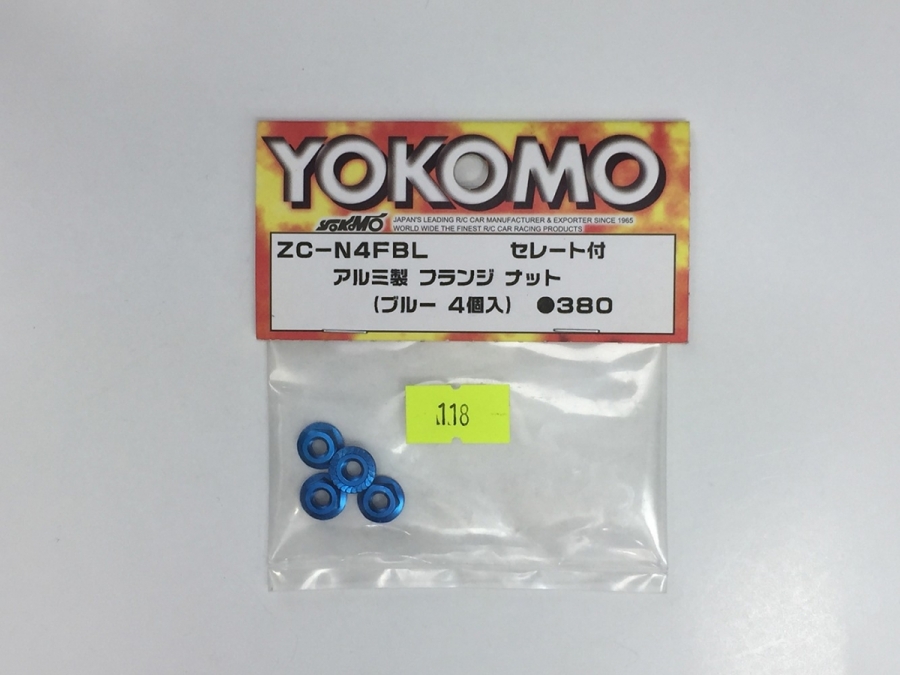 YOKOMO
YOKOMO JAPAN'S LEADING R/C CAR MANUFACTURER & EXPORTER SINCE 1965
WORLD WIDE THE FINEST R/C CAR RACING PRODUCTS
ZC-N4FBL セレート付
アルミ製 フランジ ナット
(ブルー 4個入) ●380
118